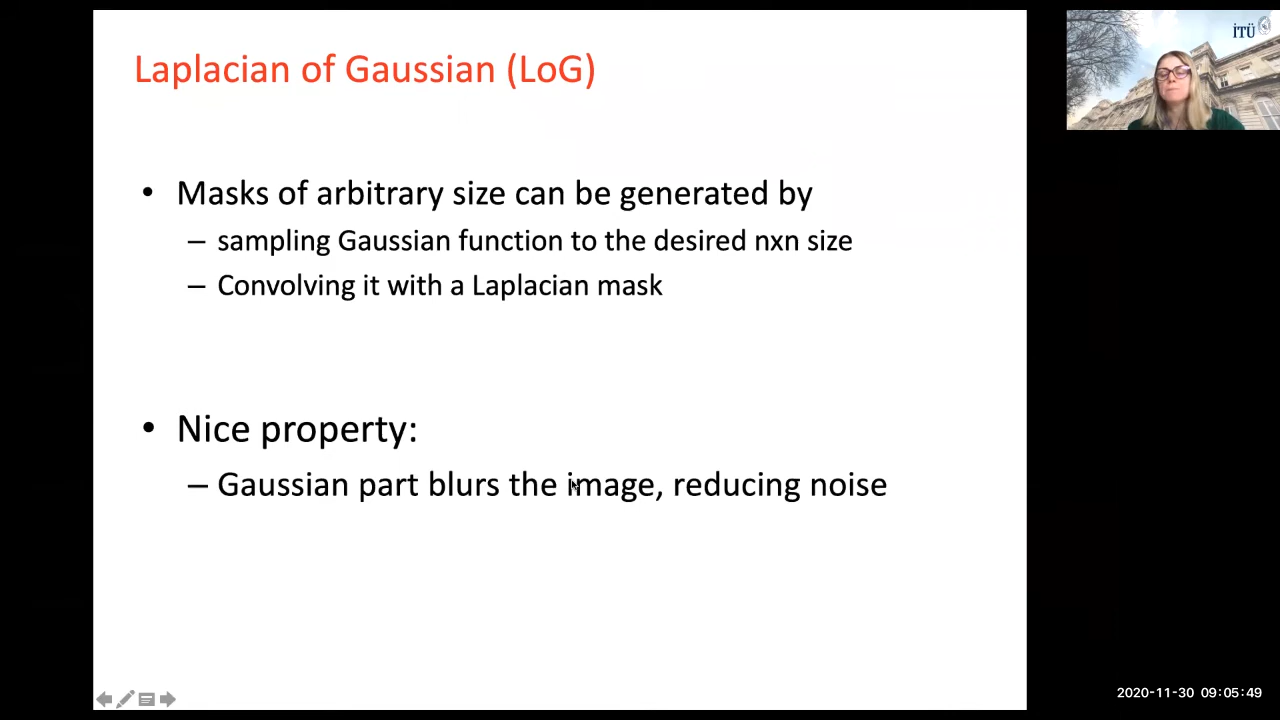 Laplacian of Gaussian (LoG)
İTÜ
• Masks of arbitrary size can be generated by
– sampling Gaussian function to the desired nxn size
– Convolving it with a Laplacian mask
• Nice property:
– Gaussian part blurs the image, reducing noise
2020-11-30 09:05:49